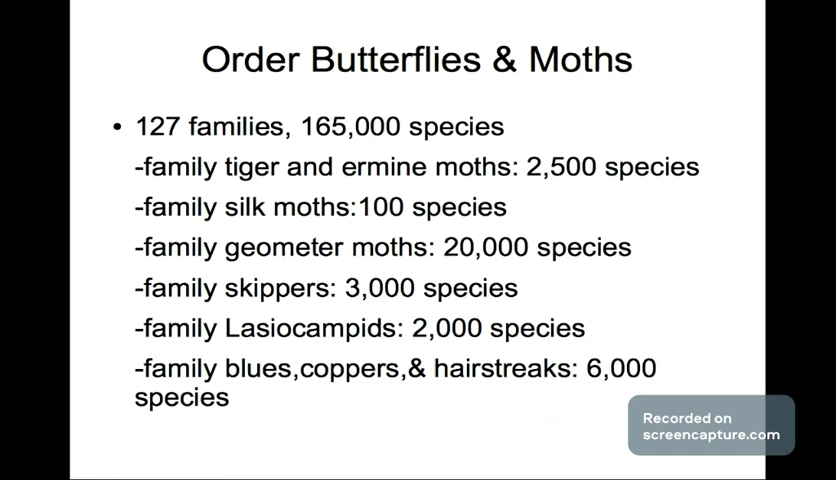 Order Butterflies & Moths
• 127 families, 165,000 species
-family tiger and ermine moths: 2,500 species
-family silk moths:100 species
-family geometer moths: 20,000 species
-family skippers: 3,000 species
-family Lasiocampids: 2,000 species
-family blues,coppers,& hairstreaks: 6,000
species
Recorded on
screencapture.com